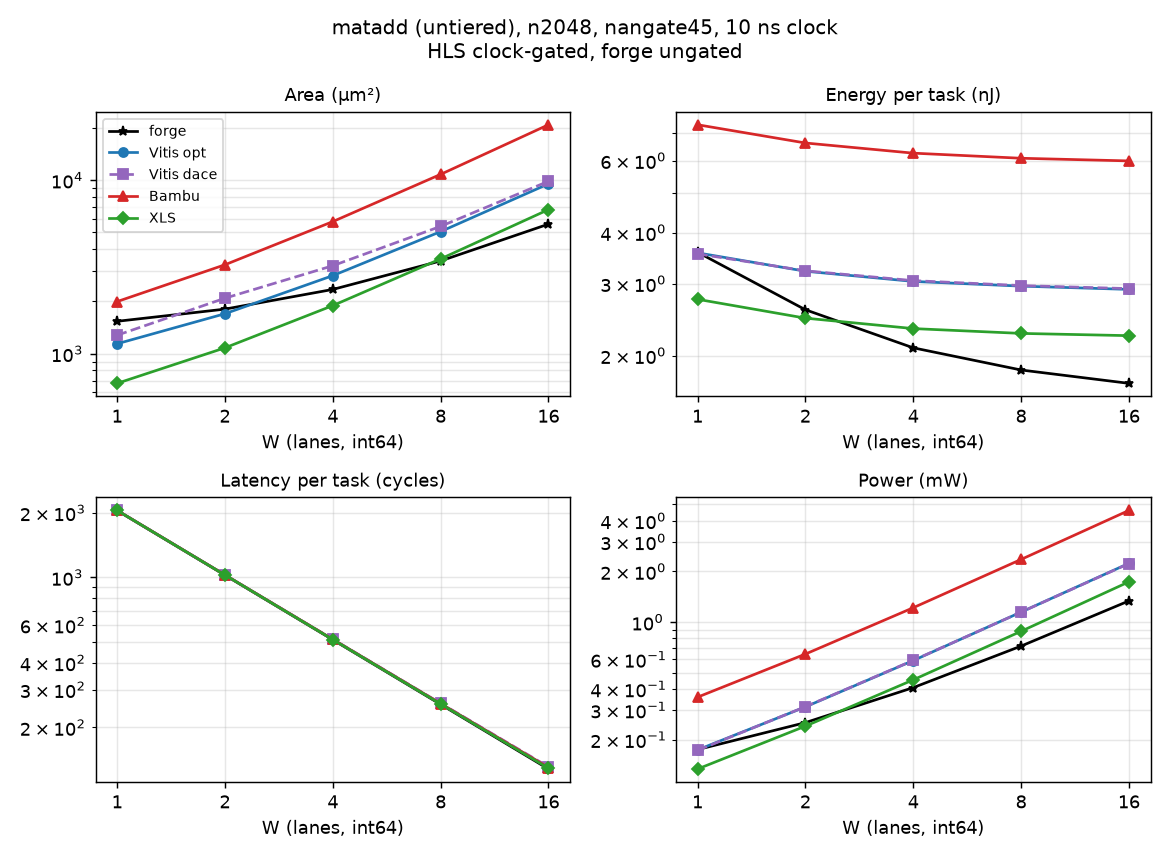 matadd (untiered), n2048, nangate45, 10 ns clock
HLS clock-gated, forge ungated
Area (µm²)
forge
Vitis opt
Vitis dace
Bambu
XLS
10⁴
10³
1 2 4 8 16
W (lanes, int64)
Energy per task (nJ)
6 × 10⁰
4 × 10⁰
3 × 10⁰
2 × 10⁰
1 2 4 8 16
W (lanes, int64)
Latency per task (cycles)
2 × 10³
10³
6 × 10²
4 × 10²
3 × 10²
2 × 10²
1 2 4 8 16
W (lanes, int64)
Power (mW)
4 × 10⁰
3 × 10⁰
2 × 10⁰
10⁰
6 × 10⁻¹
4 × 10⁻¹
3 × 10⁻¹
2 × 10⁻¹
1 2 4 8 16
W (lanes, int64)